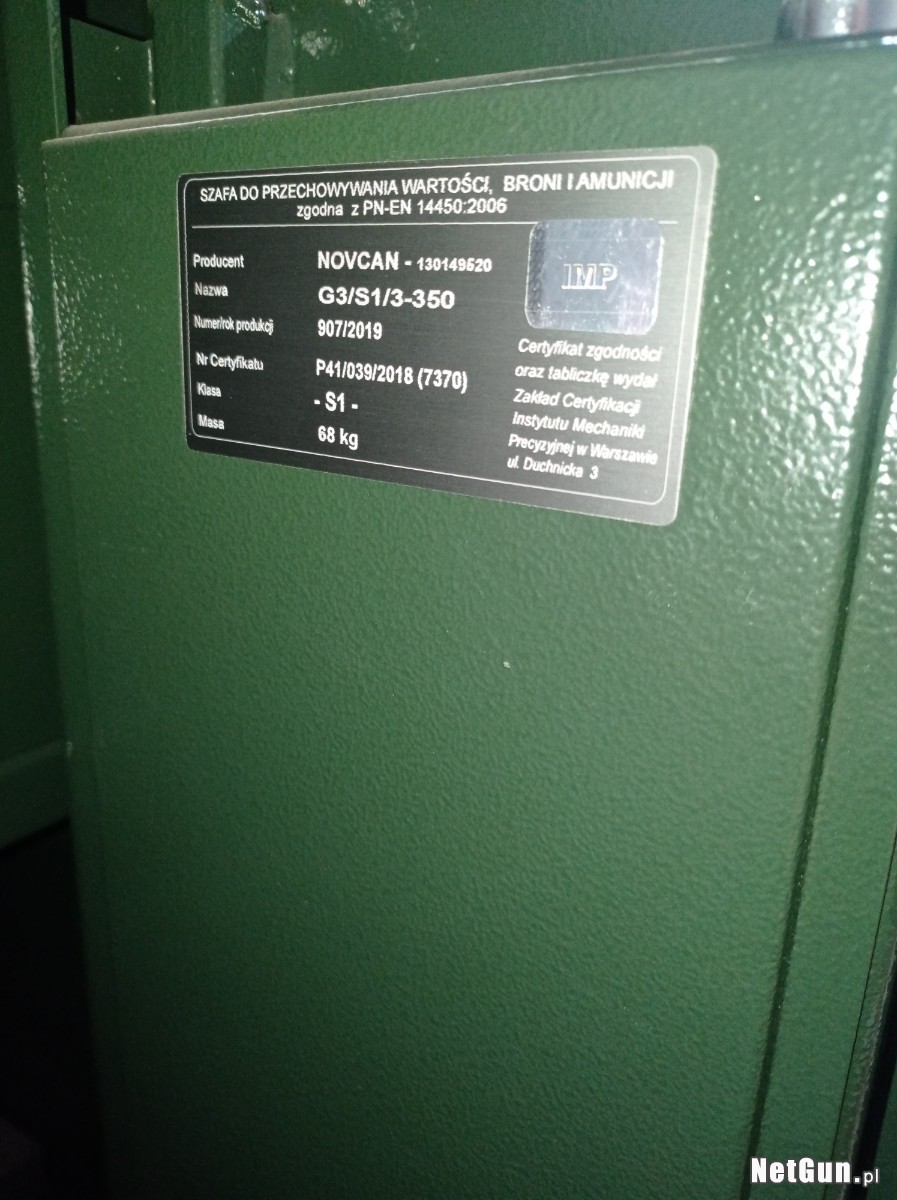 SZAFA DO PRZECHOWYWANIA WARTOŚCI, BRONI I AMUNICJI
zgodna z PN-EN 14450:2006
Producent NOVCAN - 130149520
Nazwa G3/S1/3-350
Numer/rok produkcji 907/2019
Nr Certyfikatu P41/039/2018 (7370)
Klasa - S1 -
Masa 68 kg
IMP
Certyfikat zgodności
oraz tabliczkę wydał
Zakład Certyfikacji
Instytutu Mechaniki
Precyzyjnej w Warszawie
ul. Duchnicka 3
NetGun.pl